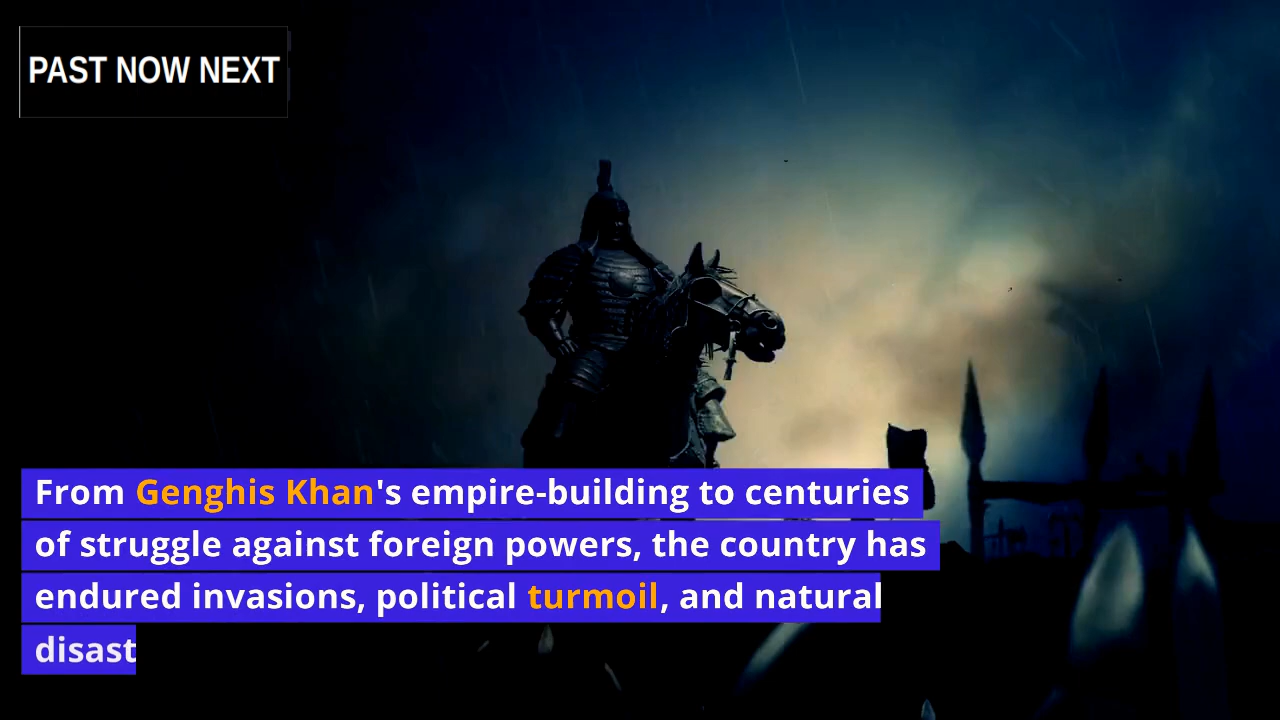 PAST NOW NEXT
From Genghis Khan's empire-building to centuries
of struggle against foreign powers, the country has
endured invasions, political turmoil, and natural
disast